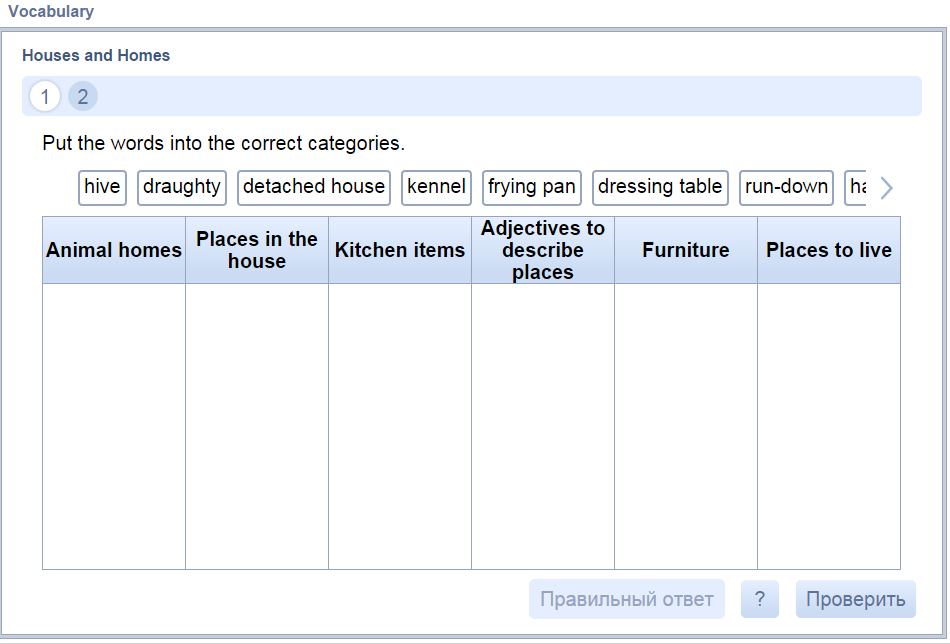 Vocabulary
Houses and Homes
1 2
Put the words into the correct categories.
hive draughty detached house kennel frying pan dressing table run-down
Animal homes
Places in the
house
Kitchen items
Adjectives to
describe
places
Furniture
Places to live
Правильный ответ ? Проверить